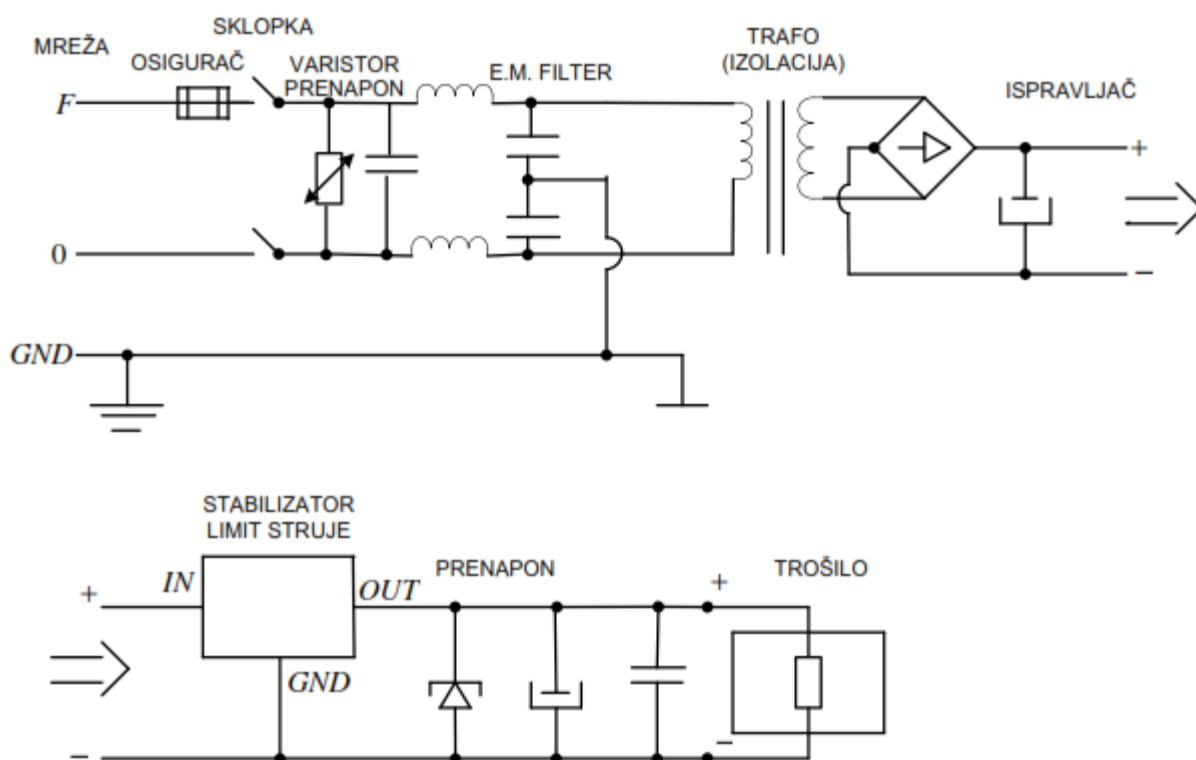 MREŽA
OSIGURAČ
SKLOPKA
VARISTOR
PRENAPON
E.M. FILTER
TRAFO
(IZOLACIJA)
ISPRAVLJAČ
F
+
0
−
GND
STABILIZATOR
LIMIT STRUJE
PRENAPON
TROŠILO
+
IN
OUT
+
GND
−
−